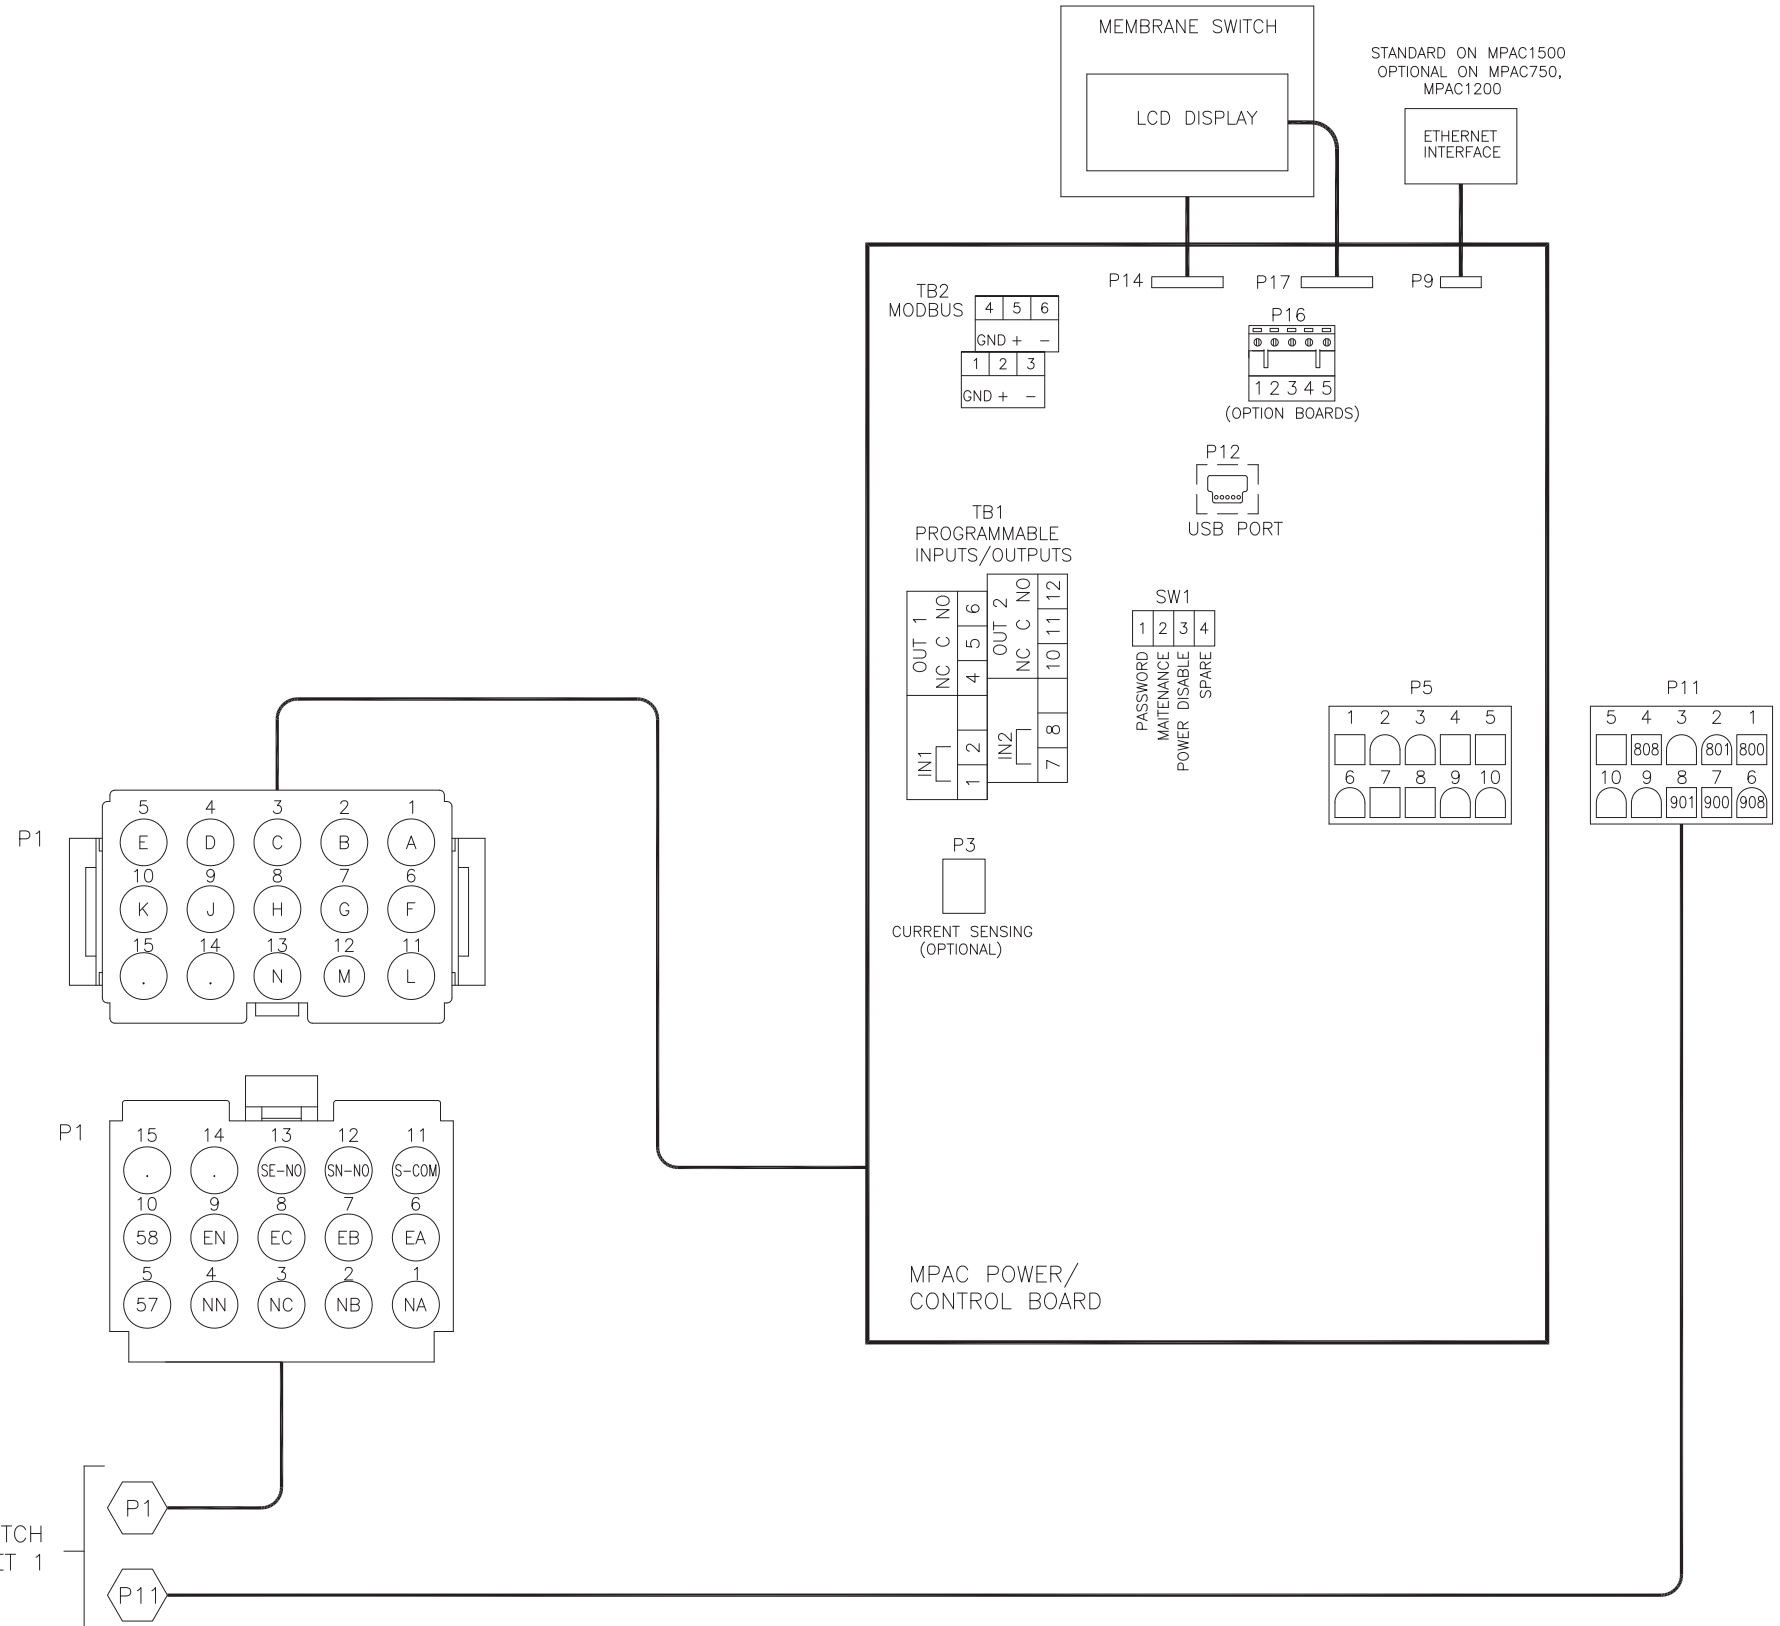 MEMBRANE SWITCH
LCD DISPLAY
STANDARD ON MPAC1500
OPTIONAL ON MPAC750,
MPAC1200
ETHERNET
INTERFACE
P14
P17
P9
TB2
MODBUS
4 5 6
GND + −
1 2 3
GND + −
P16
1 2 3 4 5
(OPTION BOARDS)
P12
USB PORT
TB1
PROGRAMMABLE
INPUTS/OUTPUTS
OUT 1
NC C NO
4 5 6
IN1
1 2
OUT 2
NC C NO
10 11 12
IN2
7 8
SW1
1 2 3 4
PASSWORD
MAITENANCE
POWER DISABLE
SPARE
P5
1 2 3 4 5
6 7 8 9 10
P11
5 4 3 2 1
808 801 800
10 9 8 7 6
901 900 908
P3
CURRENT SENSING
(OPTIONAL)
MPAC POWER/
CONTROL BOARD
P1
5 4 3 2 1
E D C B A
10 9 8 7 6
K J H G F
15 14 13 12 11
. . N M L
P1
15 14 13 12 11
. . SE-NO SN-NO S-COM
10 9 8 7 6
58 EN EC EB EA
5 4 3 2 1
57 NN NC NB NA
P1
TCH
ET 1
P11